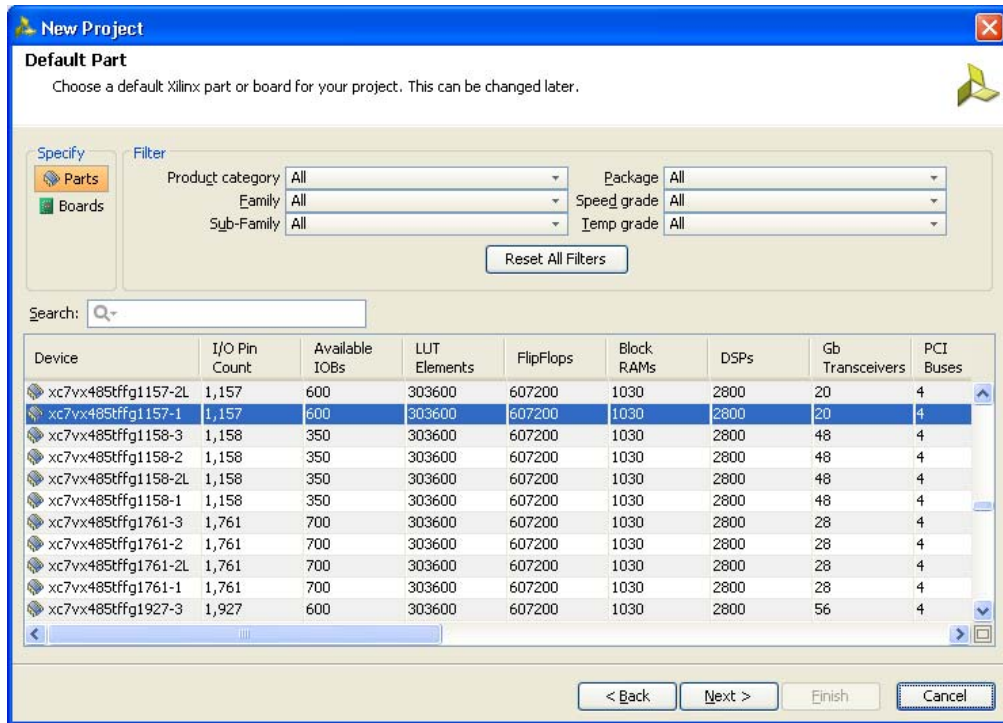 New Project
Default Part
Choose a default Xilinx part or board for your project. This can be changed later.
Specify
Parts
Boards
Filter
Product category All
Family All
Sub-Family All
Package All
Speed grade All
Temp grade All
Reset All Filters
Search:
Device I/O Pin Count Available IOBs LUT Elements FlipFlops Block RAMs DSPs Gb Transceivers PCI Buses
xc7vx485tffg1157-2L 1,157 600 303600 607200 1030 2800 20 4
xc7vx485tffg1157-1 1,157 600 303600 607200 1030 2800 20 4
xc7vx485tffg1158-3 1,158 350 303600 607200 1030 2800 48 4
xc7vx485tffg1158-2 1,158 350 303600 607200 1030 2800 48 4
xc7vx485tffg1158-2L 1,158 350 303600 607200 1030 2800 48 4
xc7vx485tffg1158-1 1,158 350 303600 607200 1030 2800 48 4
xc7vx485tffg1761-3 1,761 700 303600 607200 1030 2800 28 4
xc7vx485tffg1761-2 1,761 700 303600 607200 1030 2800 28 4
xc7vx485tffg1761-2L 1,761 700 303600 607200 1030 2800 28 4
xc7vx485tffg1761-1 1,761 700 303600 607200 1030 2800 28 4
xc7vx485tffg1927-3 1,927 600 303600 607200 1030 2800 56 4
< Back
Next >
Finish
Cancel